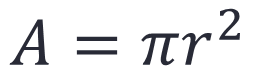 A = πr²